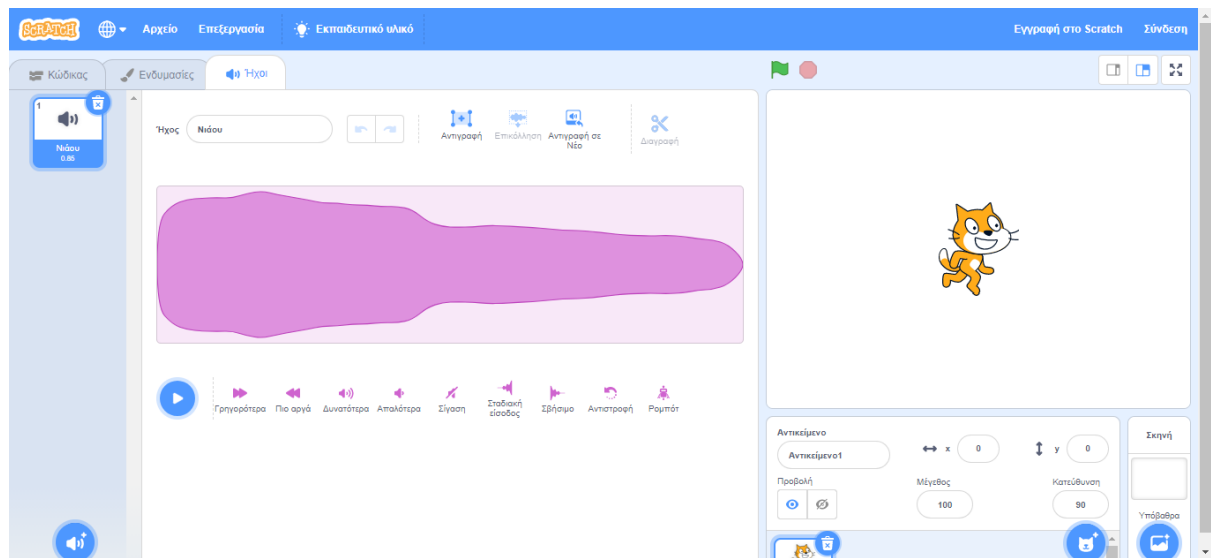 SCRATCH Αρχείο Επεξεργασία Εκπαιδευτικό υλικό Εγγραφή στο Scratch Σύνδεση
Κώδικας Ενδυμασίες Ήχοι
1
Νιάου
0.85
Ήχος Νιάου
Αντιγραφή Επικόλληση Αντιγραφή σε Νέο Διαγραφή
Γρηγορότερα Πιο αργά Δυνατότερα Απαλότερα Σίγαση Σταδιακή είσοδος Σβήσιμο Αντιστροφή Ρομπότ
Αντικείμενο
Αντικείμενο1 x 0 y 0
Προβολή Μέγεθος Κατεύθυνση
100 90
Σκηνή
Υπόβαθρα